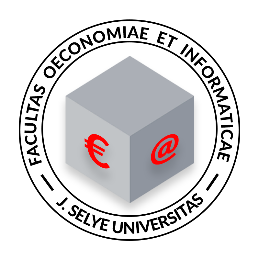 FACULTAS OECONOMIAE ET INFORMATICAE
€ @
J. SELYE UNIVERSITAS